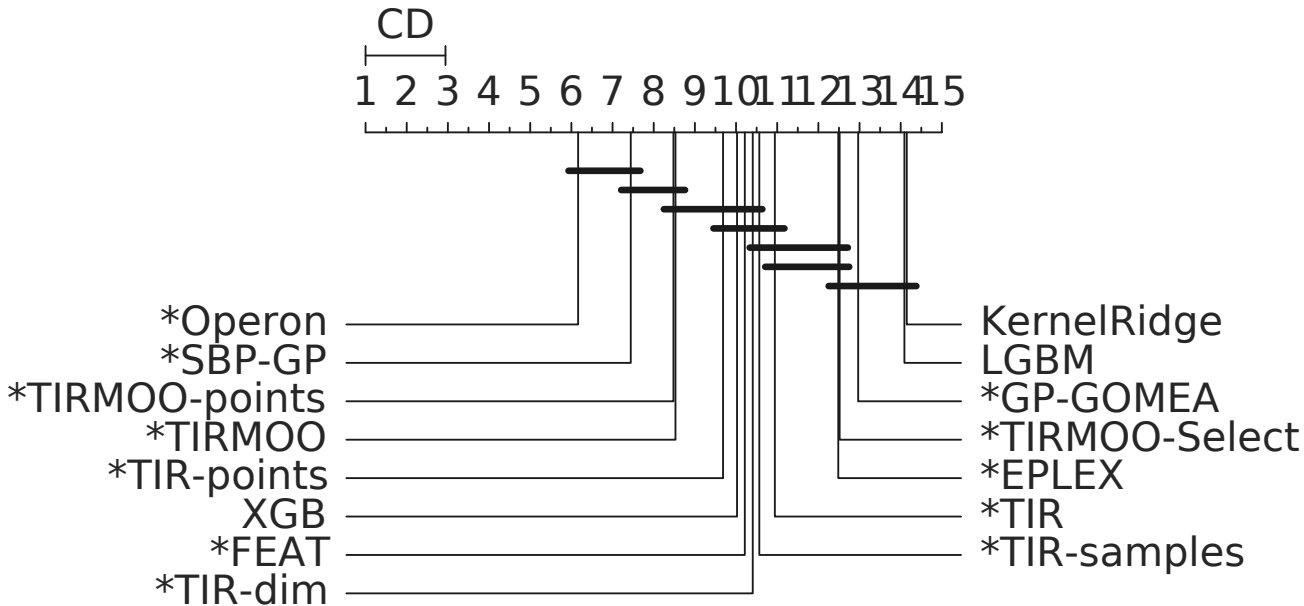 CD
1 2 3 4 5 6 7 8 9 10 11 12 13 14 15
*Operon
*SBP-GP
*TIRMOO-points
*TIRMOO
*TIR-points
XGB
*FEAT
*TIR-dim
KernelRidge
LGBM
*GP-GOMEA
*TIRMOO-Select
*EPLEX
*TIR
*TIR-samples